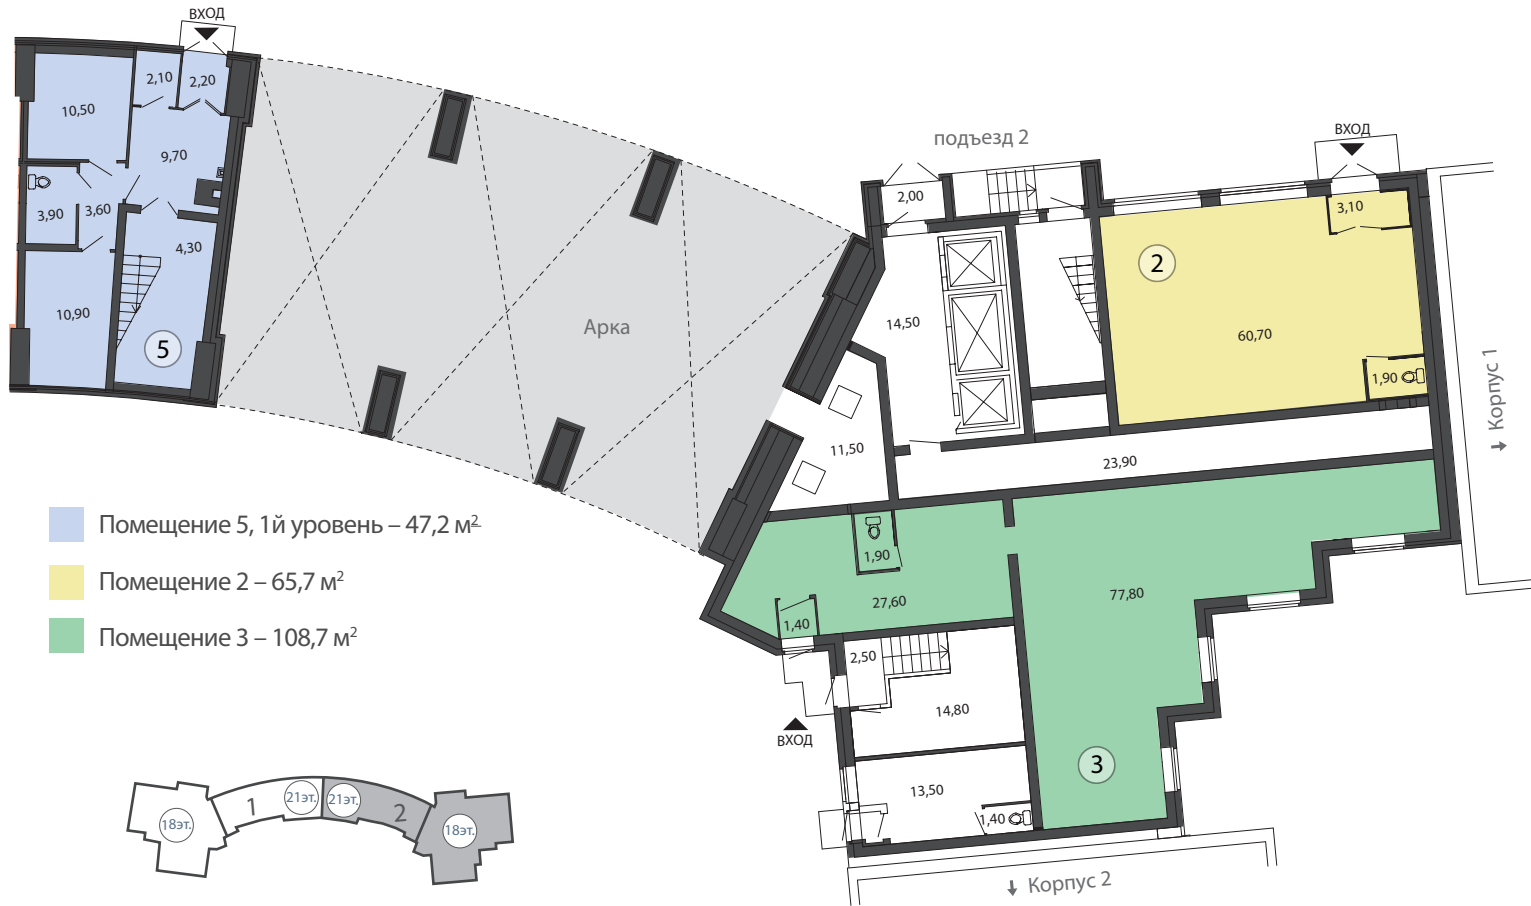 ВХОД
2,10
2,20
10,50
9,70
3,90
3,60
4,30
10,90
5
Арка
подъезд 2
ВХОД
2,00
3,10
2
14,50
60,70
1,90
Корпус 1
11,50
23,90
1,90
27,60
77,80
1,40
2,50
14,80
ВХОД
3
13,50
1,40
Корпус 2
Помещение 5, 1й уровень – 47,2 м²
Помещение 2 – 65,7 м²
Помещение 3 – 108,7 м²
18эт.
1
21эт.
21эт.
2
18эт.